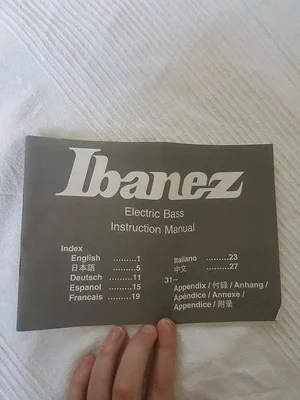 Ibanez
Electric Bass
Instruction Manual
Index
English .........1
日本語 .........5
Deutsch .........11
Espanol .........15
Francais .........19
Italiano .........23
中文 .........27
31~
Appendix / 付録 / Anhang /
Apéndice / Annexe /
Appendice / 附录